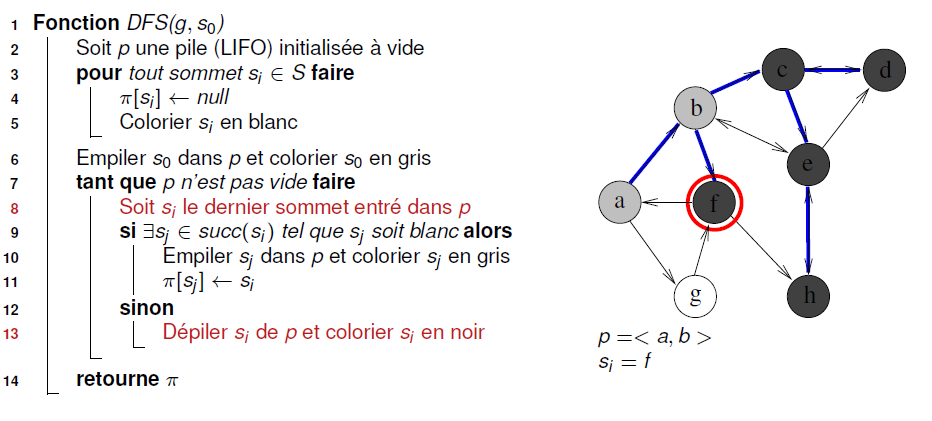 1 Fonction DFS(g, s₀)
2 Soit p une pile (LIFO) initialisée à vide
3 pour tout sommet sᵢ ∈ S faire
4 π[sᵢ] ← null
5 Colorier sᵢ en blanc
6 Empiler s₀ dans p et colorier s₀ en gris
7 tant que p n'est pas vide faire
8 Soit sᵢ le dernier sommet entré dans p
9 si ∃sⱼ ∈ succ(sᵢ) tel que sⱼ soit blanc alors
10 Empiler sⱼ dans p et colorier sⱼ en gris
11 π[sⱼ] ← sᵢ
12 sinon
13 Dépiler sᵢ de p et colorier sᵢ en noir
14 retourne π
c
d
b
e
a
f
g
h
p =< a, b >
sᵢ = f